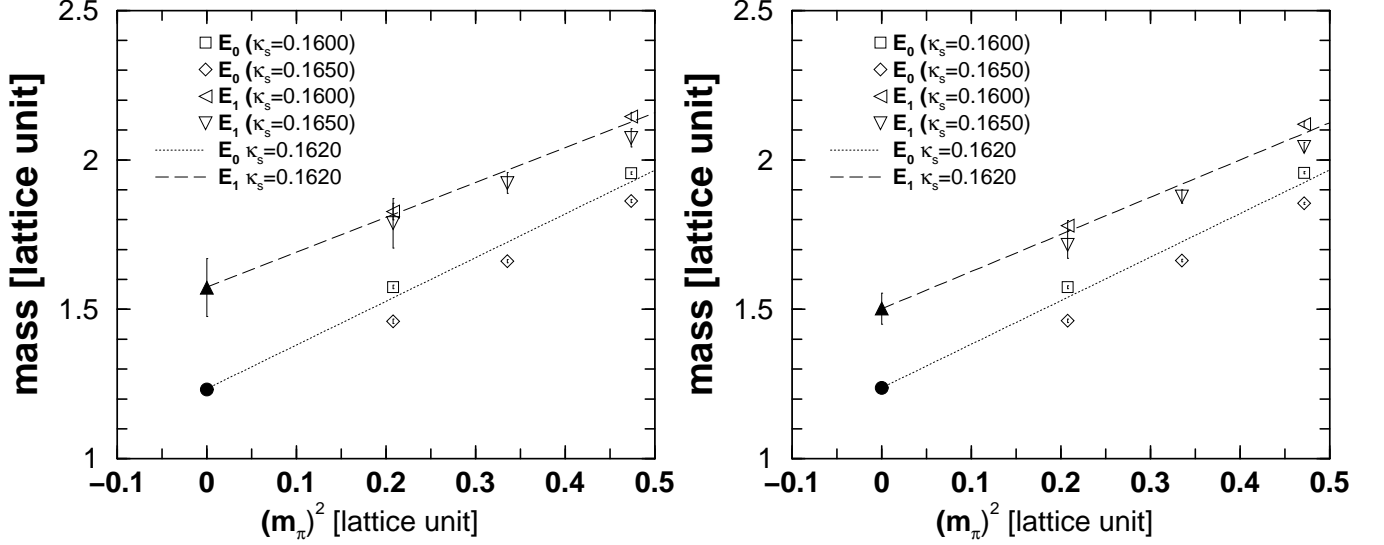 2.5
2
1.5
1
mass [lattice unit]
E₀ (κₛ=0.1600)
E₀ (κₛ=0.1650)
E₁ (κₛ=0.1600)
E₁ (κₛ=0.1650)
E₀ κₛ=0.1620
E₁ κₛ=0.1620
−0.1 0 0.1 0.2 0.3 0.4 0.5
(m_π)² [lattice unit]
2.5
2
1.5
1
mass [lattice unit]
E₀ (κₛ=0.1600)
E₀ (κₛ=0.1650)
E₁ (κₛ=0.1600)
E₁ (κₛ=0.1650)
E₀ κₛ=0.1620
E₁ κₛ=0.1620
−0.1 0 0.1 0.2 0.3 0.4 0.5
(m_π)² [lattice unit]